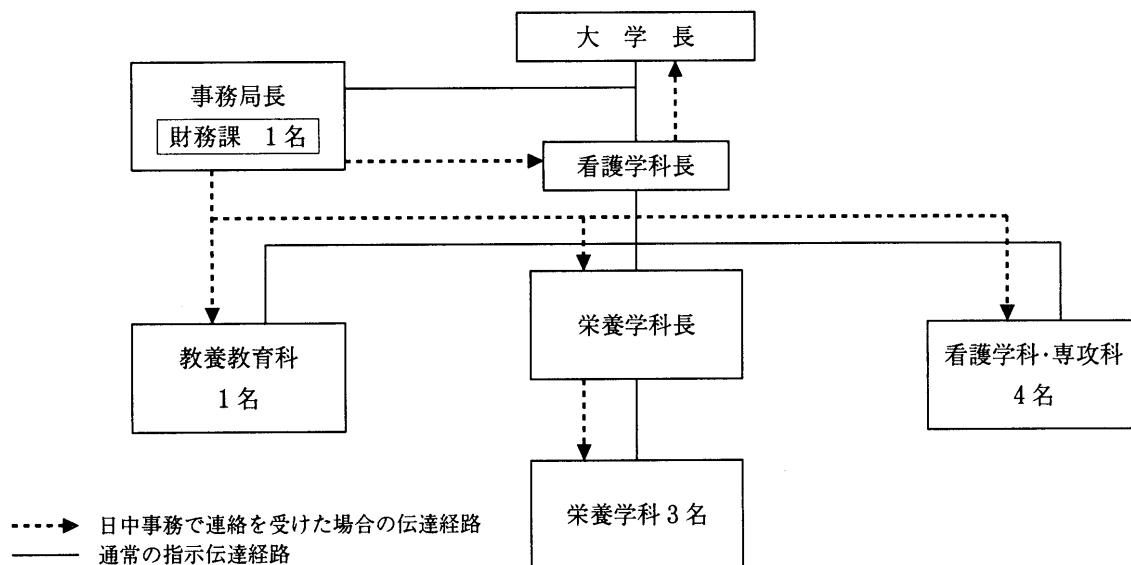 大学長
事務局長
財務課 1名
看護学科長
教養教育科
1名
栄養学科長
看護学科・専攻科
4名
栄養学科3名
日中事務で連絡を受けた場合の伝達経路
通常の指示伝達経路